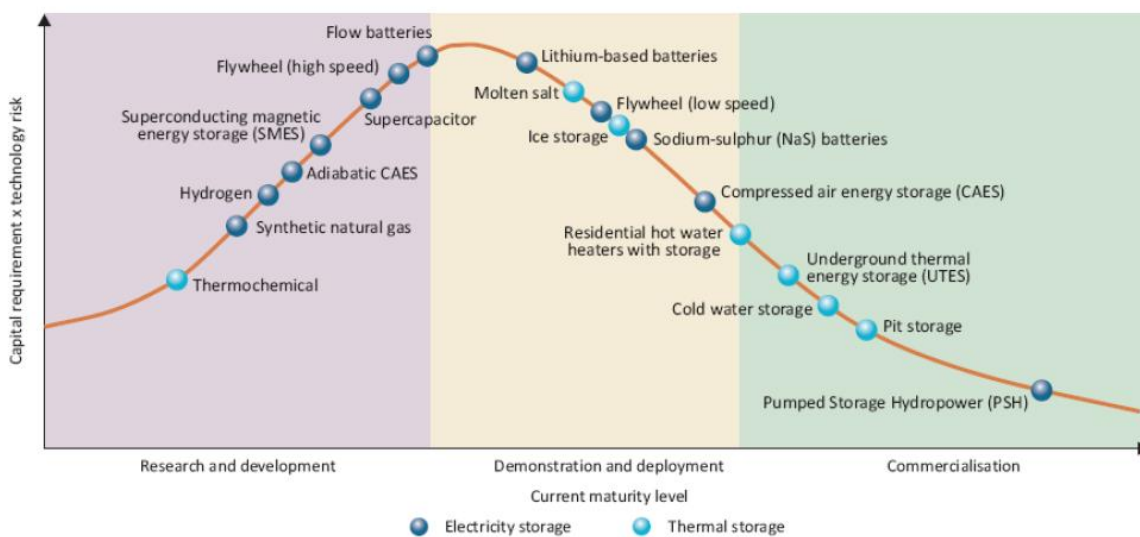 Capital requirement x technology risk
Flow batteries
Flywheel (high speed)
Supercapacitor
Superconducting magnetic
energy storage (SMES)
Adiabatic CAES
Hydrogen
Synthetic natural gas
Thermochemical
Lithium-based batteries
Molten salt
Flywheel (low speed)
Ice storage
Sodium-sulphur (NaS) batteries
Compressed air energy storage (CAES)
Residential hot water
heaters with storage
Underground thermal
energy storage (UTES)
Cold water storage
Pit storage
Pumped Storage Hydropower (PSH)
Research and development
Demonstration and deployment
Commercialisation
Current maturity level
Electricity storage
Thermal storage